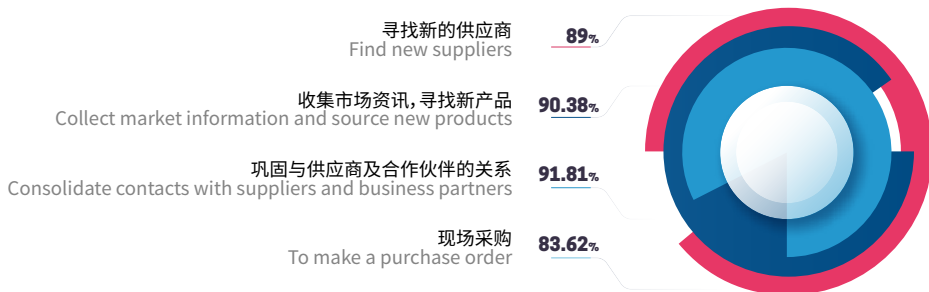 寻找新的供应商
Find new suppliers
89%
收集市场资讯，寻找新产品
Collect market information and source new products
90.38%
巩固与供应商及合作伙伴的关系
Consolidate contacts with suppliers and business partners
91.81%
现场采购
To make a purchase order
83.62%